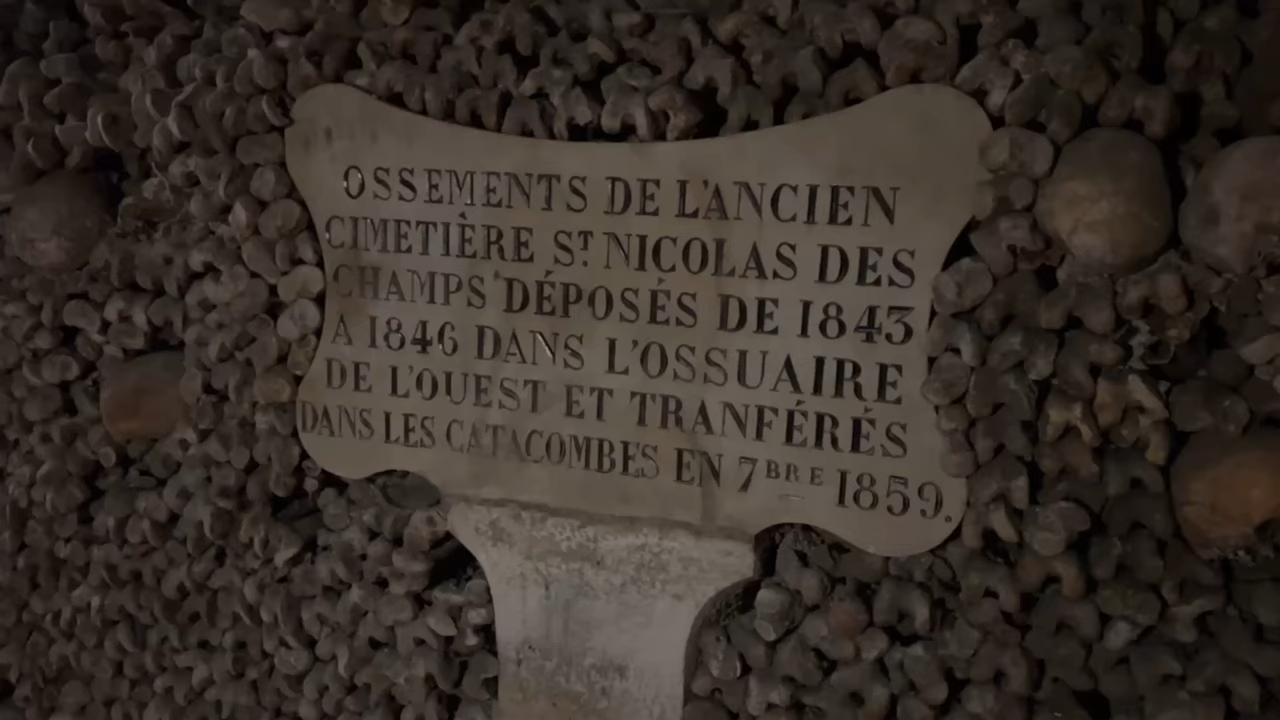 OSSEMENTS DE L'ANCIEN
CIMETIÈRE ST. NICOLAS DES
CHAMPS DÉPOSÉS DE 1843
A 1846 DANS L'OSSUAIRE
DE L'OUEST ET TRANFÉRÉS
DANS LES CATACOMBES EN 7BRE 1859.